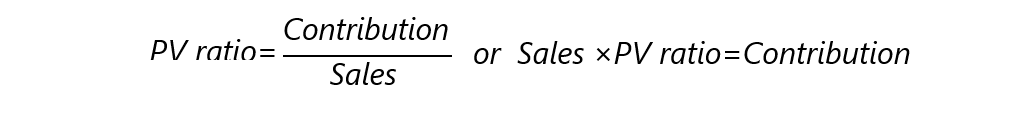 PV ratio= Contribution / Sales or Sales ×PV ratio=Contribution